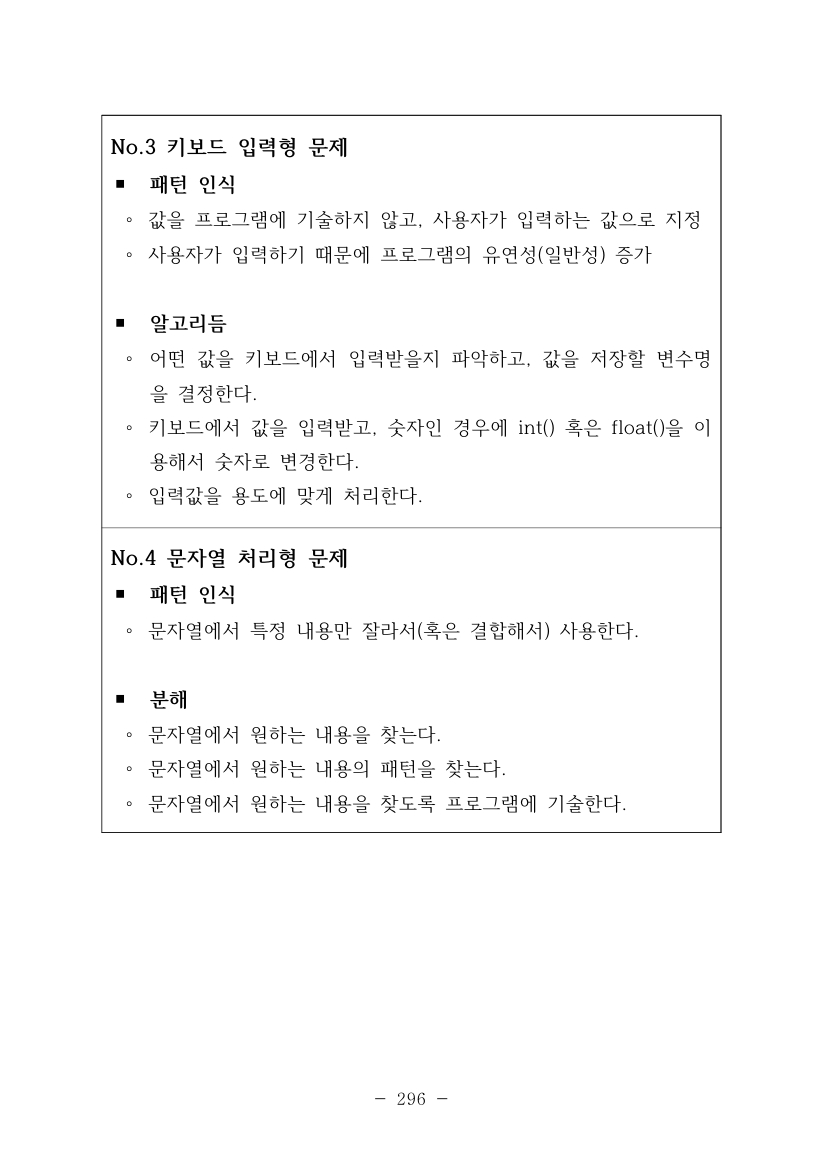 No.3 키보드 입력형 문제
▪ 패턴 인식
◦ 값을 프로그램에 기술하지 않고, 사용자가 입력하는 값으로 지정
◦ 사용자가 입력하기 때문에 프로그램의 유연성(일반성) 증가
▪ 알고리듬
◦ 어떤 값을 키보드에서 입력받을지 파악하고, 값을 저장할 변수명
을 결정한다.
◦ 키보드에서 값을 입력받고, 숫자인 경우에 int() 혹은 float()을 이
용해서 숫자로 변경한다.
◦ 입력값을 용도에 맞게 처리한다.
No.4 문자열 처리형 문제
▪ 패턴 인식
◦ 문자열에서 특정 내용만 잘라서(혹은 결합해서) 사용한다.
▪ 분해
◦ 문자열에서 원하는 내용을 찾는다.
◦ 문자열에서 원하는 내용의 패턴을 찾는다.
◦ 문자열에서 원하는 내용을 찾도록 프로그램에 기술한다.
- 296 -